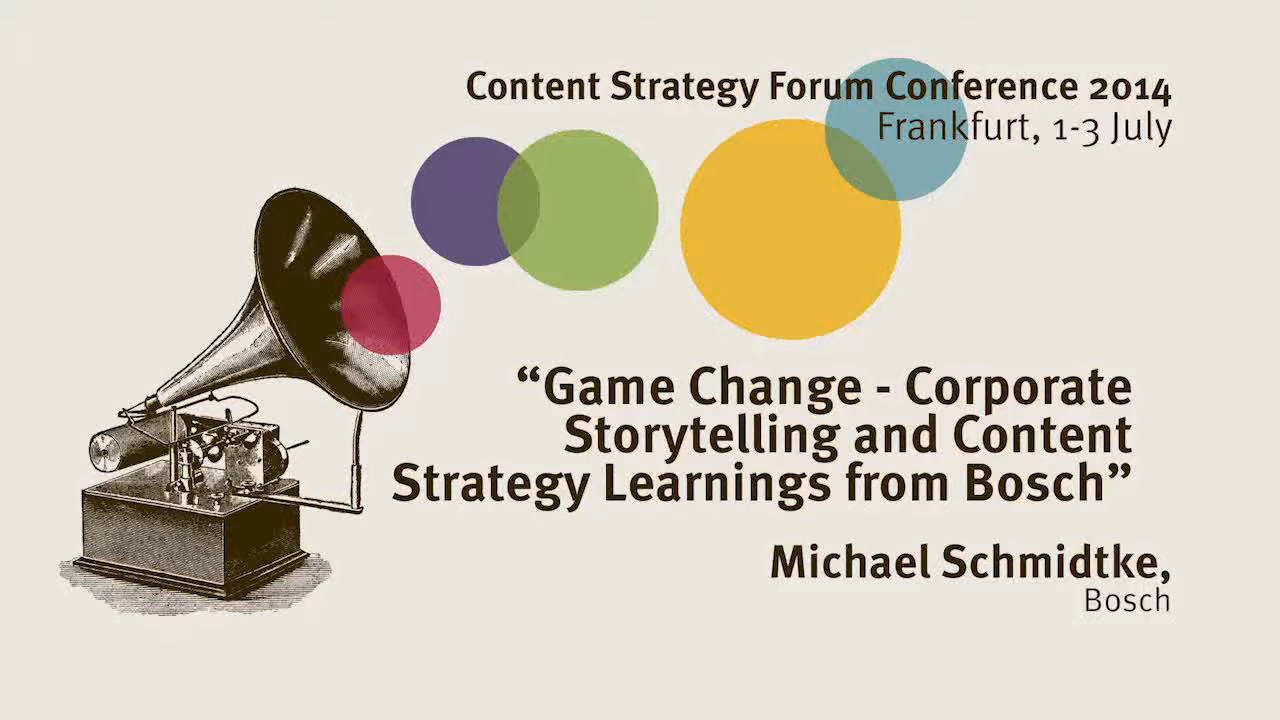 Content Strategy Forum Conference 2014
Frankfurt, 1-3 July
“Game Change - Corporate
Storytelling and Content
Strategy Learnings from Bosch”
Michael Schmidtke,
Bosch